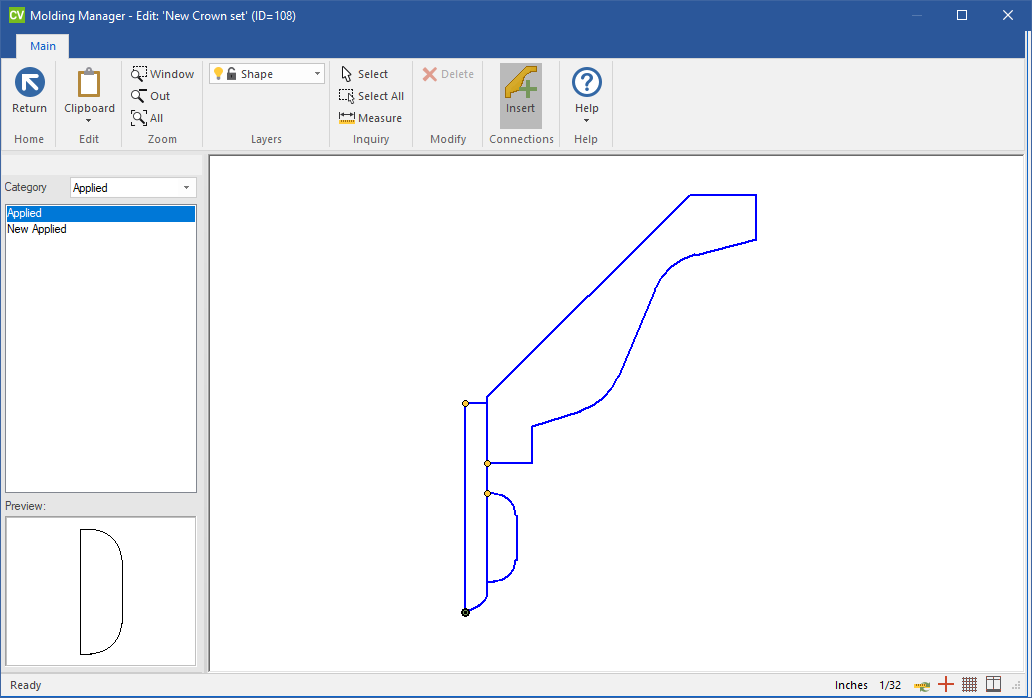 CV Molding Manager - Edit: 'New Crown set' (ID=108)
Main
Return
Clipboard
Window
Out
All
Shape
Select
Select All
Measure
Delete
Insert
Help
Home
Edit
Zoom
Layers
Inquiry
Modify
Connections
Help
Category
Applied
Applied
New Applied
Preview:
Ready
Inches 1/32